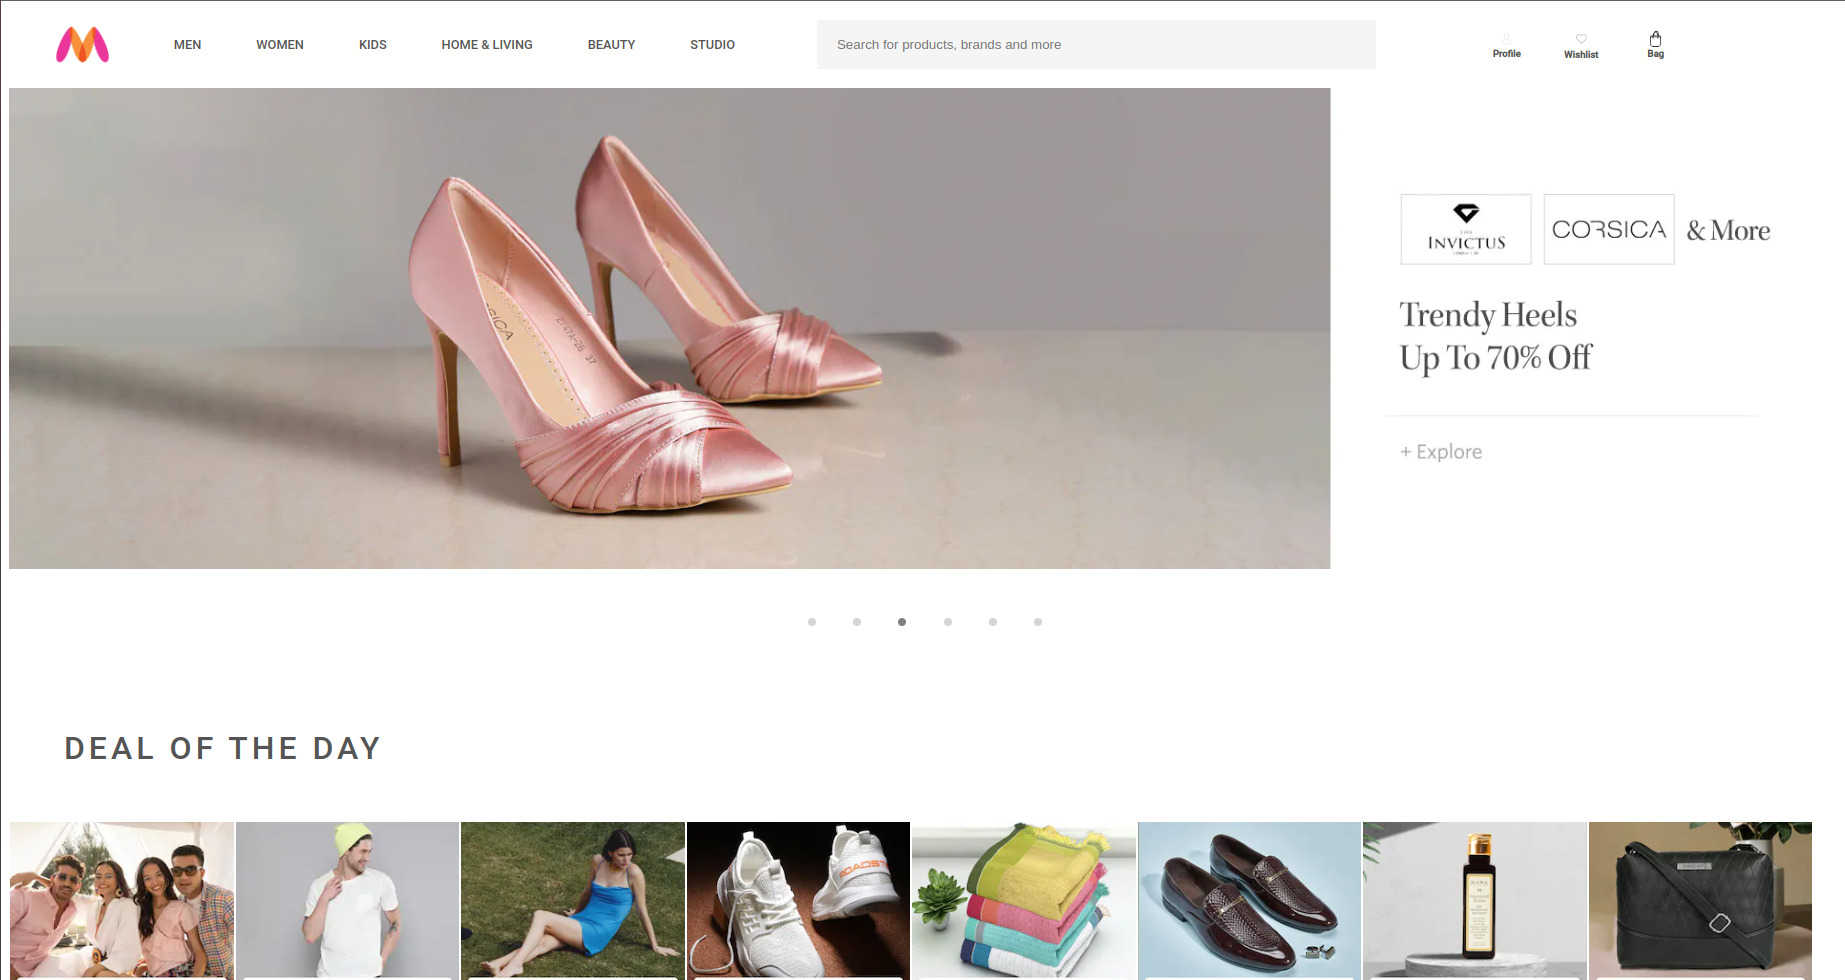 MEN WOMEN KIDS HOME & LIVING BEAUTY STUDIO Search for products, brands and more Profile Wishlist Bag
INVICTUS CORSICA & More
Trendy Heels
Up To 70% Off
+ Explore
DEAL OF THE DAY